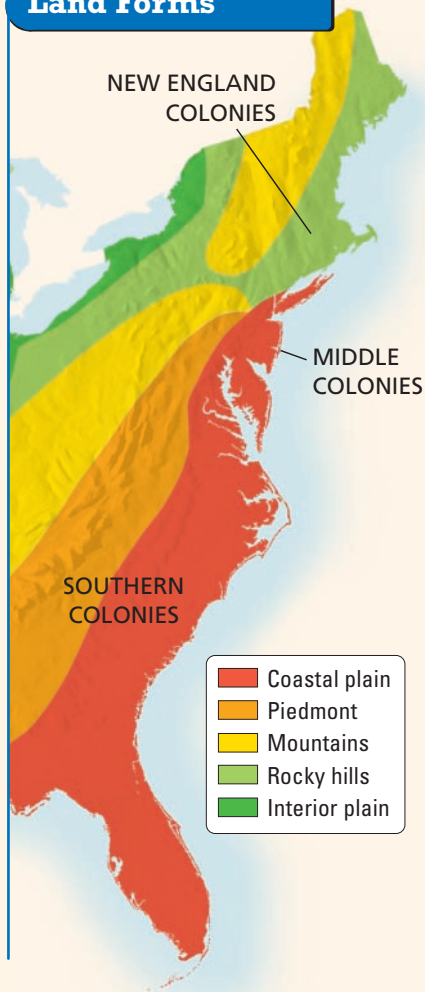 Land Forms
NEW ENGLAND
COLONIES
MIDDLE
COLONIES
SOUTHERN
COLONIES
Coastal plain
Piedmont
Mountains
Rocky hills
Interior plain